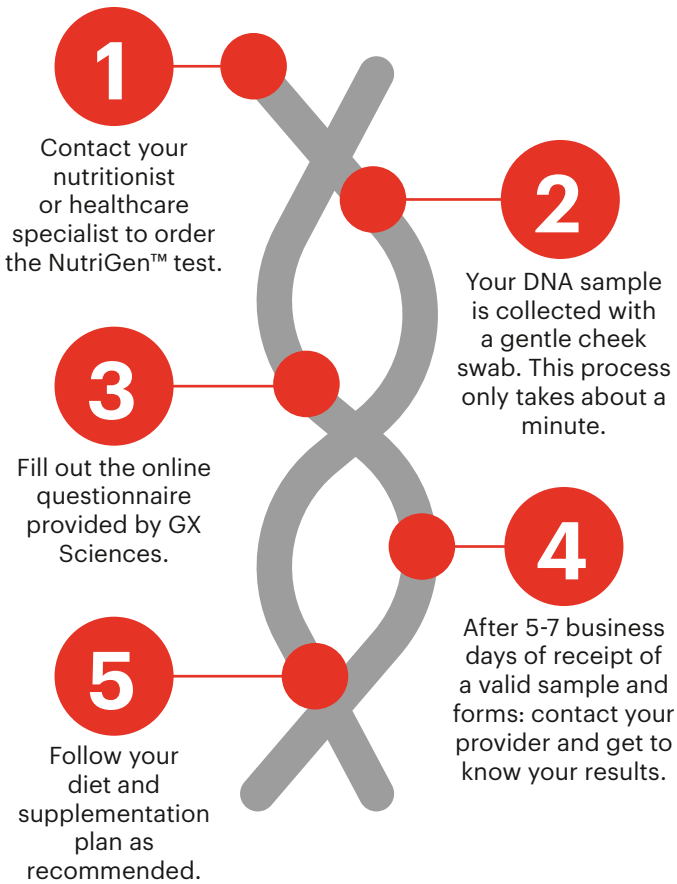 1
Contact your
nutritionist
or healthcare
specialist to order
the NutriGen™ test.
2
Your DNA sample
is collected with
a gentle cheek
swab. This process
only takes about a
minute.
3
Fill out the online
questionnaire
provided by GX
Sciences.
4
After 5-7 business
days of receipt of
a valid sample and
forms: contact your
provider and get to
know your results.
5
Follow your
diet and
supplementation
plan as
recommended.